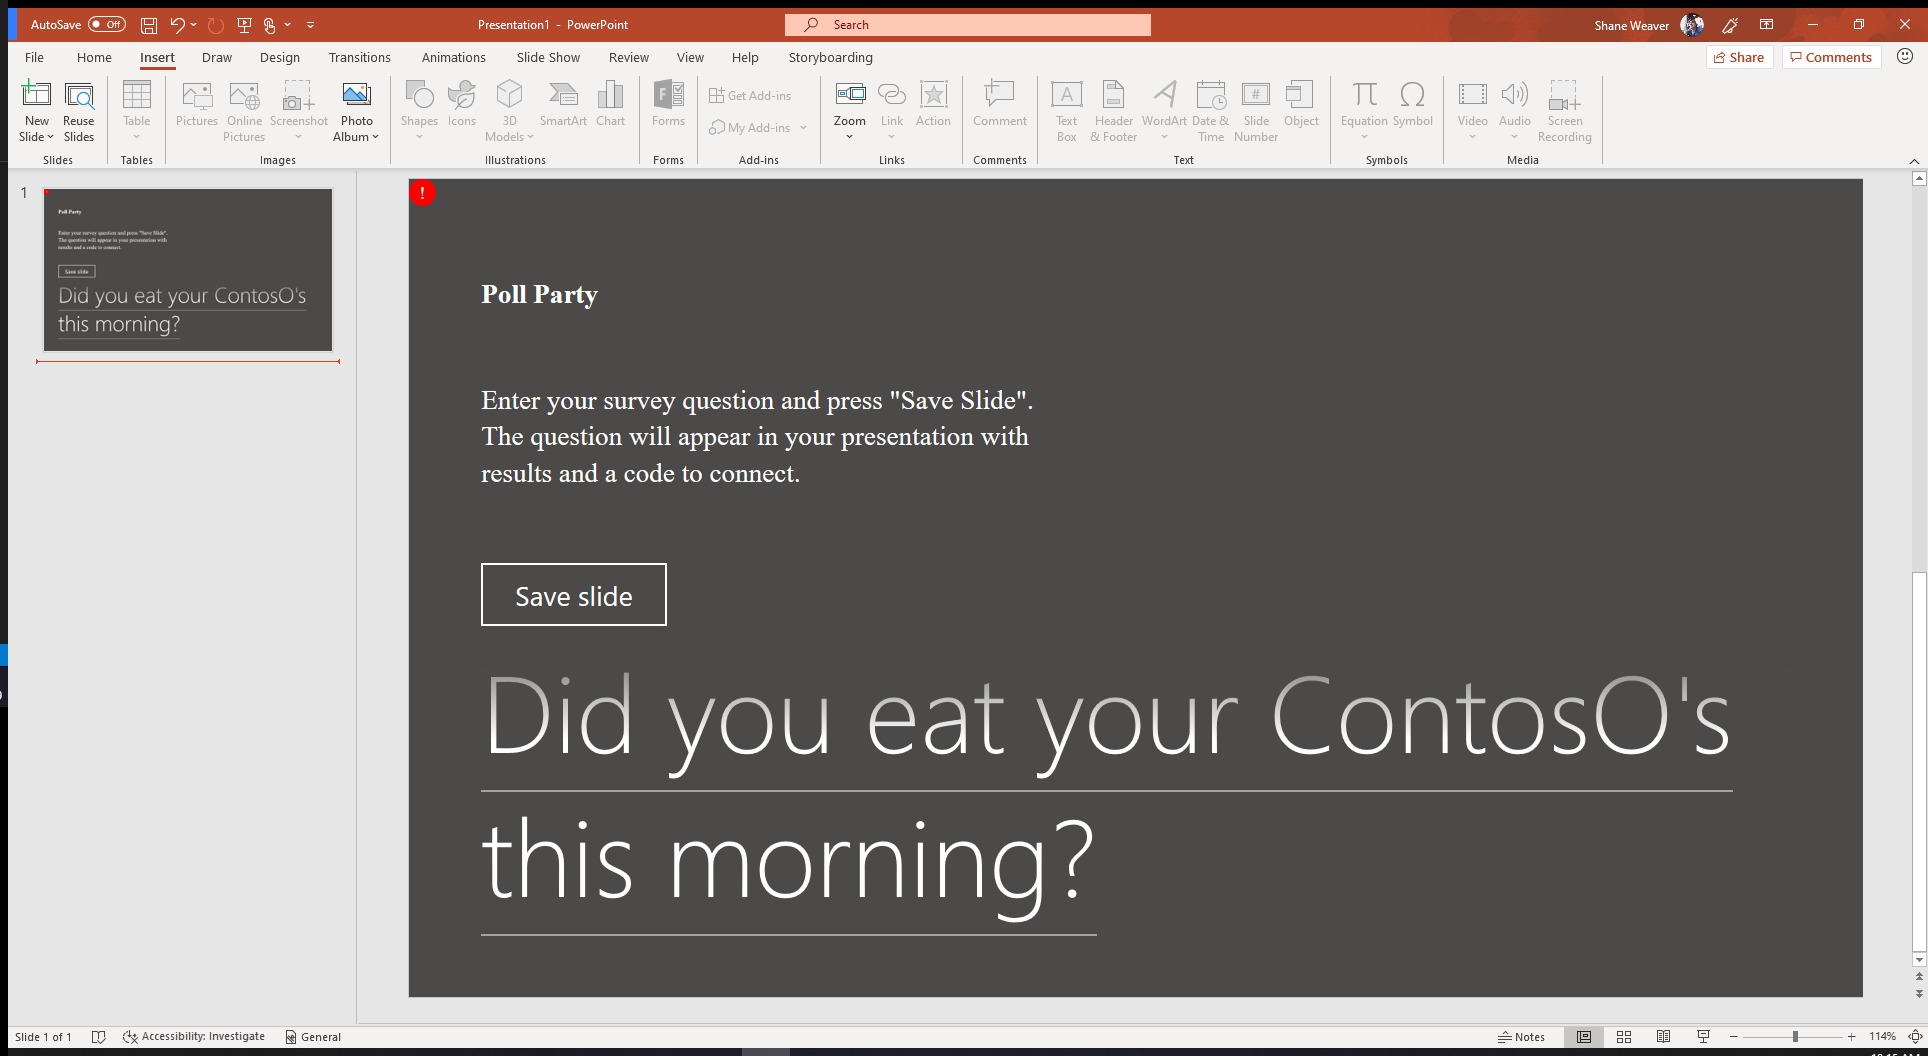 AutoSave Off Presentation1 - PowerPoint Search Shane Weaver
File Home Insert Draw Design Transitions Animations Slide Show Review View Help Storyboarding Share Comments
New Slide Reuse Slides Table Pictures Online Pictures Screenshot Photo Album Shapes Icons 3D Models SmartArt Chart Forms Get Add-ins My Add-ins Zoom Link Action Comment Text Box Header & Footer WordArt Date & Time Slide Number Object Equation Symbol Video Audio Screen Recording
Slides Tables Images Illustrations Forms Add-ins Links Comments Text Symbols Media
1
Poll Party
Enter your survey question and press "Save Slide".
The question will appear in your presentation with
results and a code to connect.
Save slide
Did you eat your ContosO's
this morning?
!
Poll Party
Enter your survey question and press "Save Slide".
The question will appear in your presentation with
results and a code to connect.
Save slide
Did you eat your ContosO's
this morning?
Slide 1 of 1 Accessibility: Investigate General Notes 114%